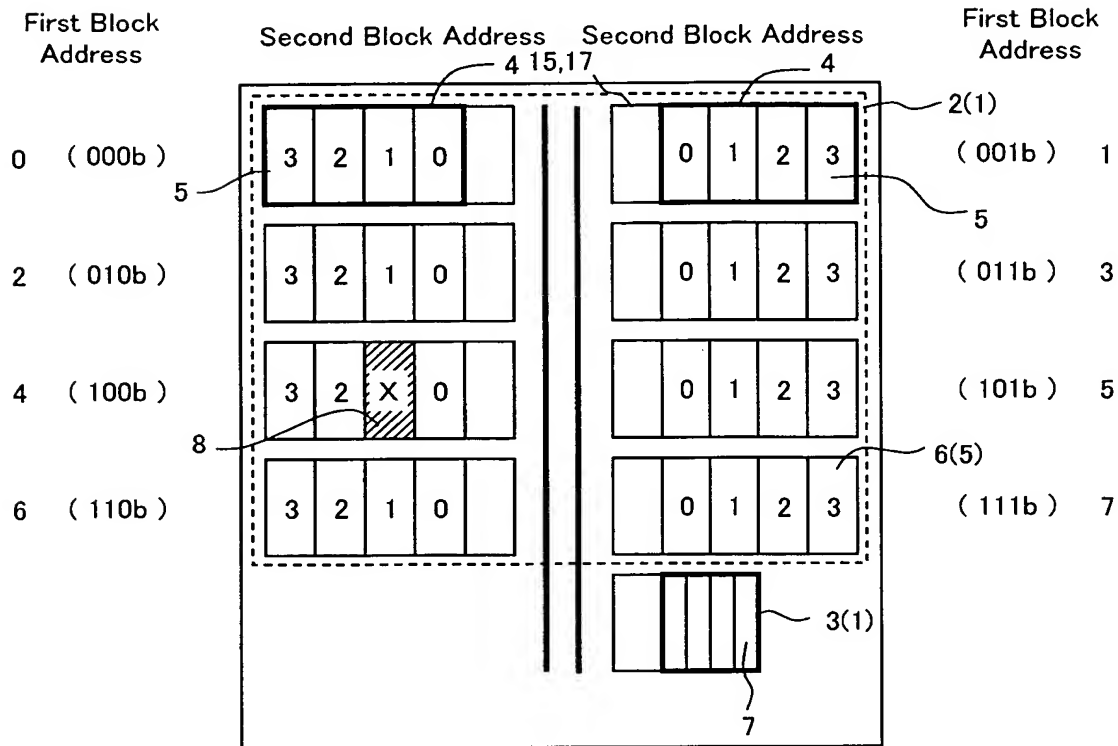 First Block
Address
Second Block Address
Second Block Address
First Block
Address
4
15,17
4
2(1)
0 ( 000b )
3 2 1 0
0 1 2 3
( 001b ) 1
5
5
2 ( 010b )
3 2 1 0
0 1 2 3
( 011b ) 3
4 ( 100b )
3 2 X 0
0 1 2 3
( 101b ) 5
8
6(5)
6 ( 110b )
3 2 1 0
0 1 2 3
( 111b ) 7
3(1)
7